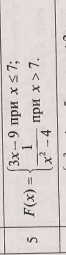 5
F(x) = { 3x − 9 при x ≤ 7;
1/(x² − 4) при x > 7.